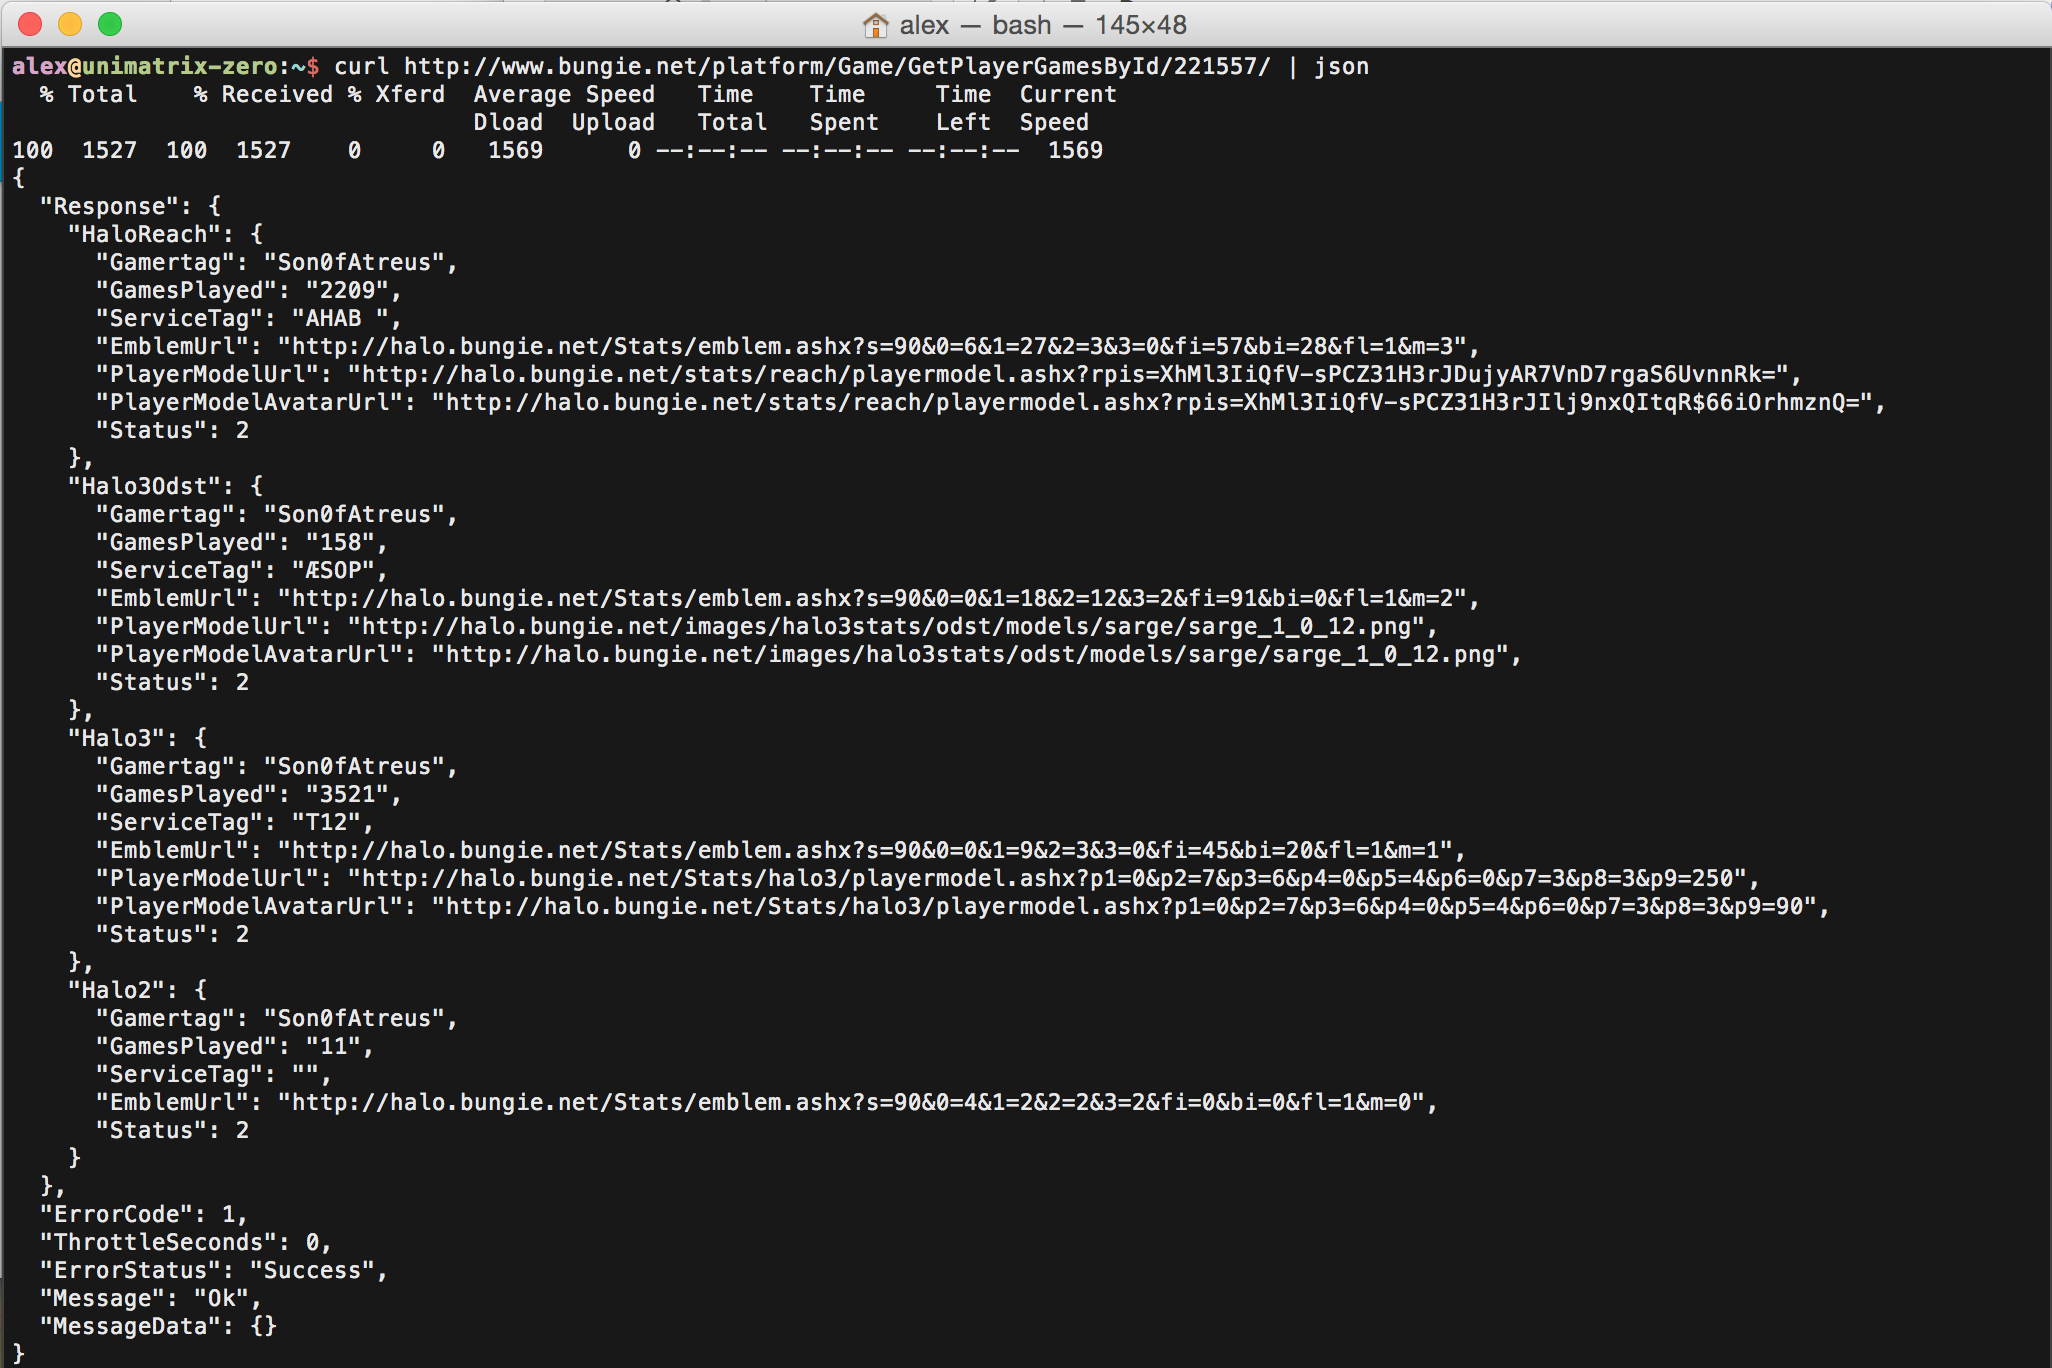 alex — bash — 145×48
alex@unimatrix-zero:~$ curl http://www.bungie.net/platform/Game/GetPlayerGamesById/221557/ | json
  % Total    % Received % Xferd  Average Speed   Time    Time     Time  Current
                                 Dload  Upload   Total   Spent    Left  Speed
100  1527  100  1527    0     0   1569      0 --:--:-- --:--:-- --:--:--  1569
{
  "Response": {
    "HaloReach": {
      "Gamertag": "Son0fAtreus",
      "GamesPlayed": "2209",
      "ServiceTag": "AHAB ",
      "EmblemUrl": "http://halo.bungie.net/Stats/emblem.ashx?s=90&0=6&1=27&2=3&3=0&fi=57&bi=28&fl=1&m=3",
      "PlayerModelUrl": "http://halo.bungie.net/stats/reach/playermodel.ashx?rpis=XhMl3IiQfV-sPCZ31H3rJDujyAR7VnD7rgaS6UvnnRk=",
      "PlayerModelAvatarUrl": "http://halo.bungie.net/stats/reach/playermodel.ashx?rpis=XhMl3IiQfV-sPCZ31H3rJIlj9nxQItqR$66iOrhmznQ=",
      "Status": 2
    },
    "Halo3Odst": {
      "Gamertag": "Son0fAtreus",
      "GamesPlayed": "158",
      "ServiceTag": "ÆSOP",
      "EmblemUrl": "http://halo.bungie.net/Stats/emblem.ashx?s=90&0=0&1=18&2=12&3=2&fi=91&bi=0&fl=1&m=2",
      "PlayerModelUrl": "http://halo.bungie.net/images/halo3stats/odst/models/sarge/sarge_1_0_12.png",
      "PlayerModelAvatarUrl": "http://halo.bungie.net/images/halo3stats/odst/models/sarge/sarge_1_0_12.png",
      "Status": 2
    },
    "Halo3": {
      "Gamertag": "Son0fAtreus",
      "GamesPlayed": "3521",
      "ServiceTag": "T12",
      "EmblemUrl": "http://halo.bungie.net/Stats/emblem.ashx?s=90&0=0&1=9&2=3&3=0&fi=45&bi=20&fl=1&m=1",
      "PlayerModelUrl": "http://halo.bungie.net/Stats/halo3/playermodel.ashx?p1=0&p2=7&p3=6&p4=0&p5=4&p6=0&p7=3&p8=3&p9=250",
      "PlayerModelAvatarUrl": "http://halo.bungie.net/Stats/halo3/playermodel.ashx?p1=0&p2=7&p3=6&p4=0&p5=4&p6=0&p7=3&p8=3&p9=90",
      "Status": 2
    },
    "Halo2": {
      "Gamertag": "Son0fAtreus",
      "GamesPlayed": "11",
      "ServiceTag": "",
      "EmblemUrl": "http://halo.bungie.net/Stats/emblem.ashx?s=90&0=4&1=2&2=2&3=2&fi=0&bi=0&fl=1&m=0",
      "Status": 2
    }
  },
  "ErrorCode": 1,
  "ThrottleSeconds": 0,
  "ErrorStatus": "Success",
  "Message": "Ok",
  "MessageData": {}
}